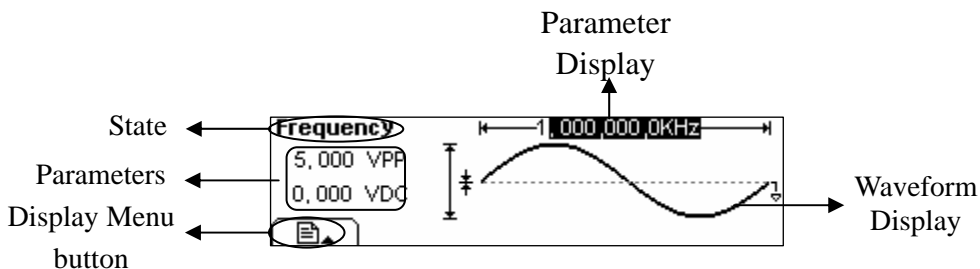 Parameter
Display
State
Frequency
1,000,000,0KHz
Parameters
5,000 VPP
0,000 VDC
Display Menu
button
Waveform
Display